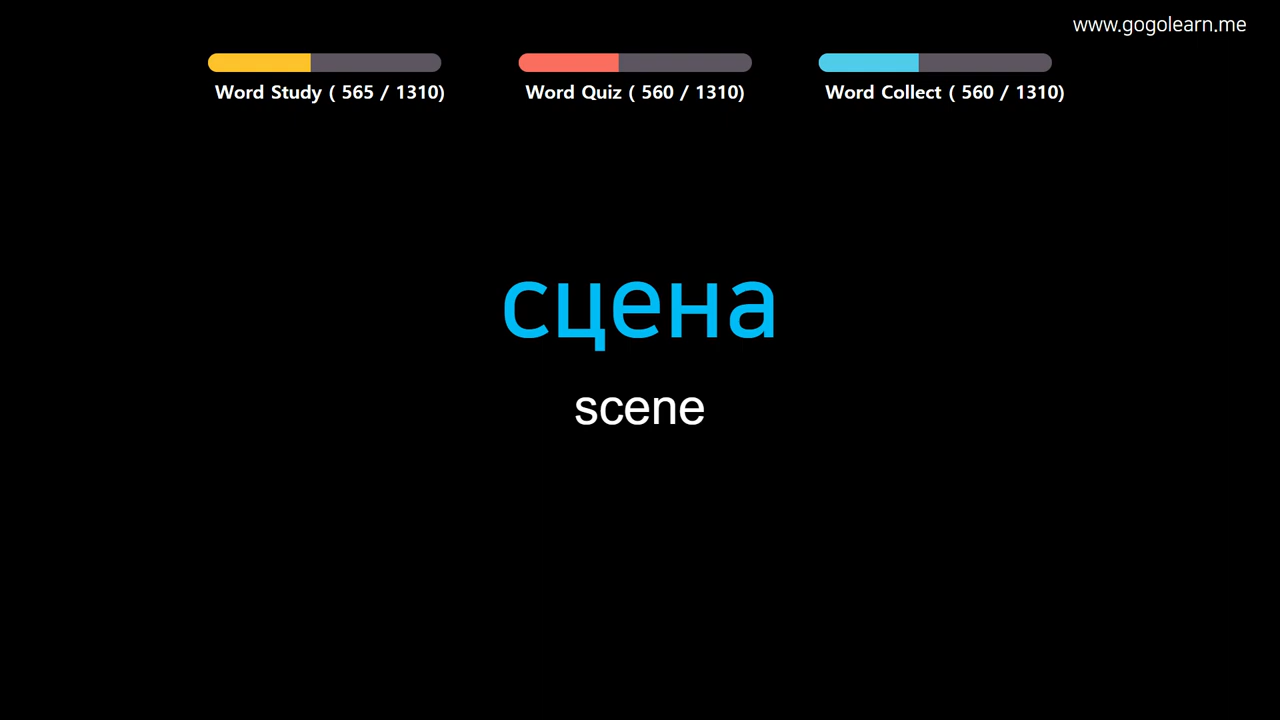 www.gogolearn.me
Word Study ( 565 / 1310)
Word Quiz ( 560 / 1310)
Word Collect ( 560 / 1310)
сцена
scene